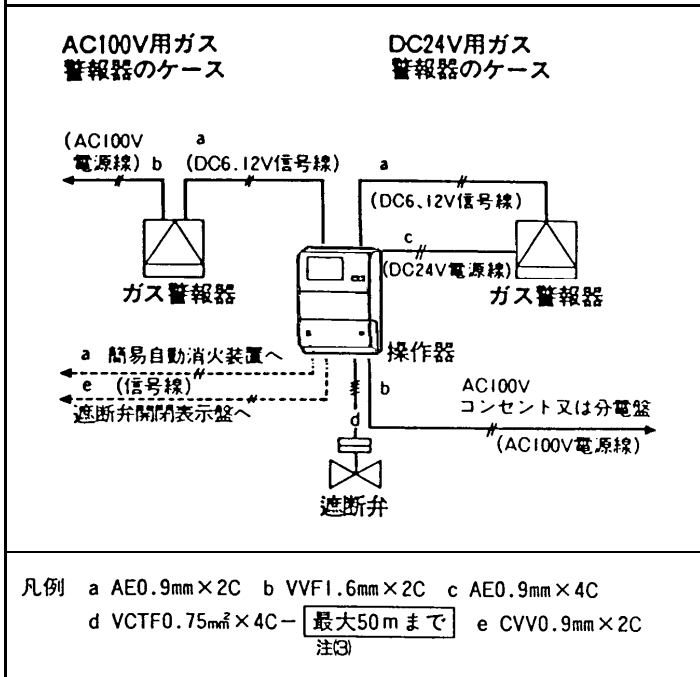 AC100V用ガス
警報器のケース
DC24V用ガス
警報器のケース
(AC100V
電源線) b
a
(DC6.12V信号線)
a
(DC6、12V信号線)
c
(DC24V電源線)
ガス警報器
ガス警報器
操作器
a 簡易自動消火装置へ
e (信号線)
遮断弁開閉表示盤へ
b
d
AC100V
コンセント又は分電盤
(AC100V電源線)
遮断弁
凡例 a AE0.9mm×2C b VVF1.6mm×2C c AE0.9mm×4C
d VCTF0.75mm²×4C− 最大50mまで e CVV0.9mm×2C
注(3)